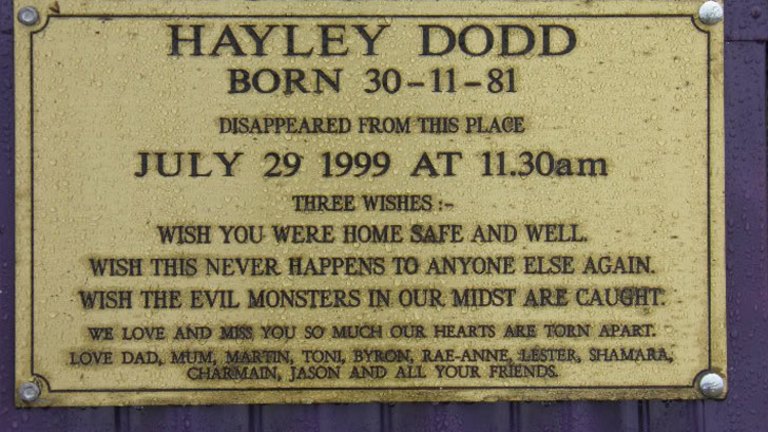 HAYLEY DODD
BORN 30-11-81
DISAPPEARED FROM THIS PLACE
JULY 29 1999 AT 11.30am
THREE WISHES :-
WISH YOU WERE HOME SAFE AND WELL.
WISH THIS NEVER HAPPENS TO ANYONE ELSE AGAIN.
WISH THE EVIL MONSTERS IN OUR MIDST ARE CAUGHT.
WE LOVE AND MISS YOU SO MUCH OUR HEARTS ARE TORN APART.
LOVE DAD, MUM, MARTIN, TONI, BYRON, RAE-ANNE, LESTER, SHAMARA,
CHARMAIN, JASON AND ALL YOUR FRIENDS.